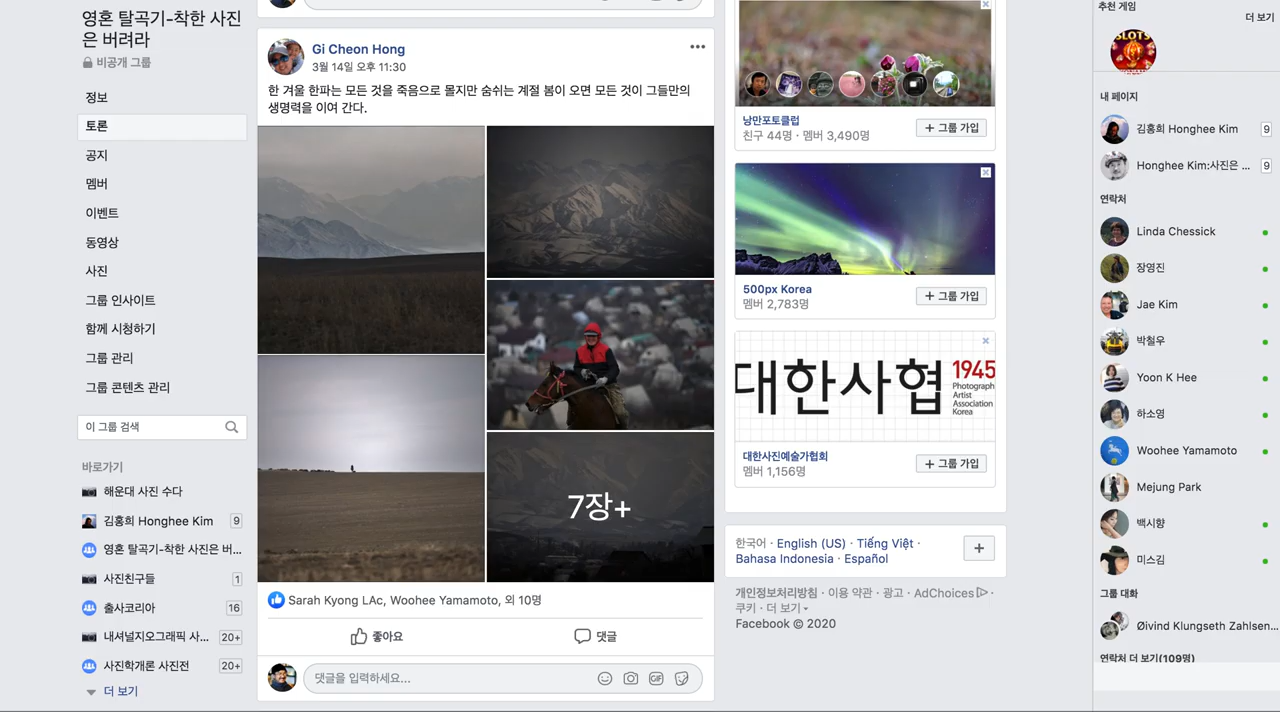 영혼 탈곡기-착한 사진
은 버려라
비공개 그룹
정보
토론
공지
멤버
이벤트
동영상
사진
그룹 인사이트
함께 시청하기
그룹 관리
그룹 콘텐츠 관리
이 그룹 검색
바로가기
해운대 사진 수다
김홍희 Honghee Kim 9
영혼 탈곡기-착한 사진은 버...
사진친구들 1
출사코리아 16
내셔널지오그래픽 사... 20+
사진학개론 사진전 20+
더 보기
Gi Cheon Hong
3월 14일 오후 11:30
한 겨울 한파는 모든 것을 죽음으로 몰지만 숨쉬는 계절 봄이 오면 모든 것이 그들만의
생명력을 이여 간다.
7장+
Sarah Kyong LAc, Woohee Yamamoto, 외 10명
좋아요
댓글
댓글을 입력하세요...
GIF
낭만포토클럽
친구 44명 · 멤버 3,490명
+ 그룹 가입
500px Korea
멤버 2,783명
+ 그룹 가입
대한사협
1945
Photograph
Artist
Association
Korea
대한사진예술가협회
멤버 1,156명
+ 그룹 가입
한국어 · English (US) · Tiếng Việt ·
Bahasa Indonesia · Español
개인정보처리방침 · 이용 약관 · 광고 · AdChoices ·
쿠키 · 더 보기
Facebook © 2020
추천 게임
더 보기
SLOTS
내 페이지
김홍희 Honghee Kim 9
Honghee Kim:사진은 ... 9
연락처
Linda Chessick
장영진
Jae Kim
박철우
Yoon K Hee
하소영
Woohee Yamamoto
Mejung Park
백시향
미스김
그룹 대화
Øivind Klungseth Zahlsen...
연락처 더 보기(109명)